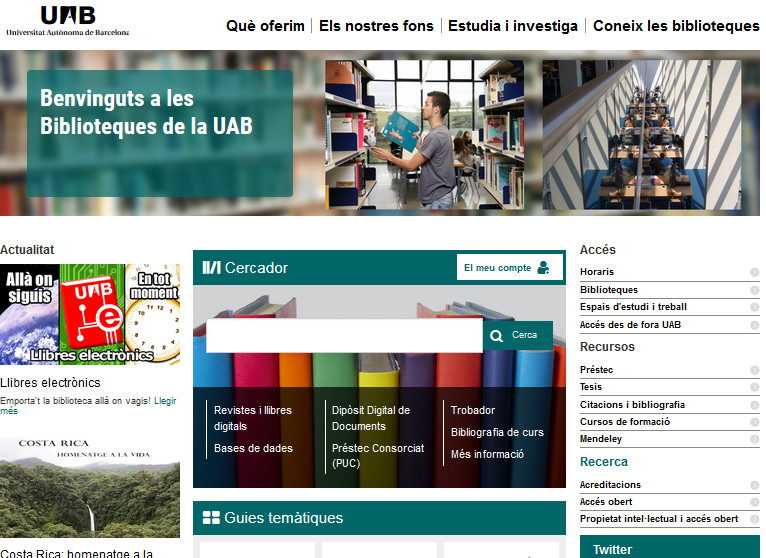 UAB
Universitat Autònoma de Barcelona
Què oferim
Els nostres fons
Estudia i investiga
Coneix les biblioteques
Benvinguts a les
Biblioteques de la UAB
Actualitat
Allà on
siguis
En tot
moment
UAB
e
Llibres electrònics
Llibres electrònics
Emporta't la biblioteca allà on vagis! Llegir
més
COSTA RICA
HOMENATGE A LA VIDA
Costa Rica: homenatge a la
Cercador
El meu compte
Cerca
Revistes i llibres
digitals
Bases de dades
Dipòsit Digital de
Documents
Préstec Consorciat
(PUC)
Trobador
Bibliografia de curs
Més informació
Guies temàtiques
Accés
Horaris
Biblioteques
Espais d'estudi i treball
Accés des de fora UAB
Recursos
Préstec
Tesis
Citacions i bibliografia
Cursos de formació
Mendeley
Recerca
Acreditacions
Accés obert
Propietat intel·lectual i accés obert
Twitter